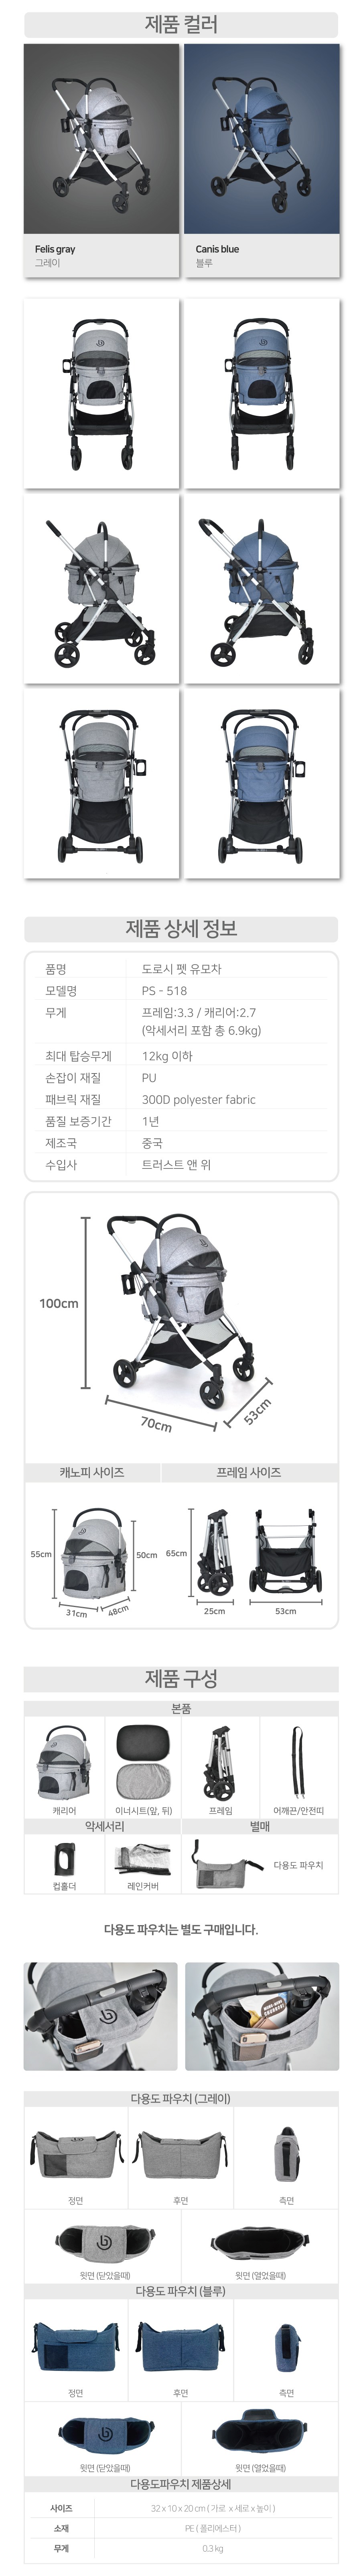 제품 컬러
Felis gray
그레이
Canis blue
블루
제품 상세 정보
품명 도로시 펫 유모차
모델명 PS - 518
무게 프레임:3.3 / 캐리어:2.7
(악세서리 포함 총 6.9kg)
최대 탑승무게 12kg 이하
손잡이 재질 PU
패브릭 재질 300D polyester fabric
품질 보증기간 1년
제조국 중국
수입사 트러스트 앤 위
100cm
70cm
53cm
캐노피 사이즈 프레임 사이즈
55cm 50cm 65cm
31cm 48cm 25cm 53cm
제품 구성
본품
캐리어 이너시트(앞, 뒤) 프레임 어깨끈/안전띠
악세서리 별매
컵홀더 레인커버 다용도 파우치
다용도 파우치는 별도 구매입니다.
다용도 파우치 (그레이)
정면 후면 측면
윗면 (닫았을때) 윗면 (열었을때)
다용도 파우치 (블루)
정면 후면 측면
윗면 (닫았을때) 윗면 (열었을때)
다용도파우치 제품상세
사이즈 32 x 10 x 20 cm ( 가로 x 세로 x 높이 )
소재 PE ( 폴리에스터 )
무게 0.3 kg